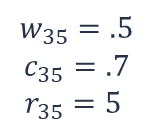 w₃₅ = .5
c₃₅ = .7
r₃₅ = 5